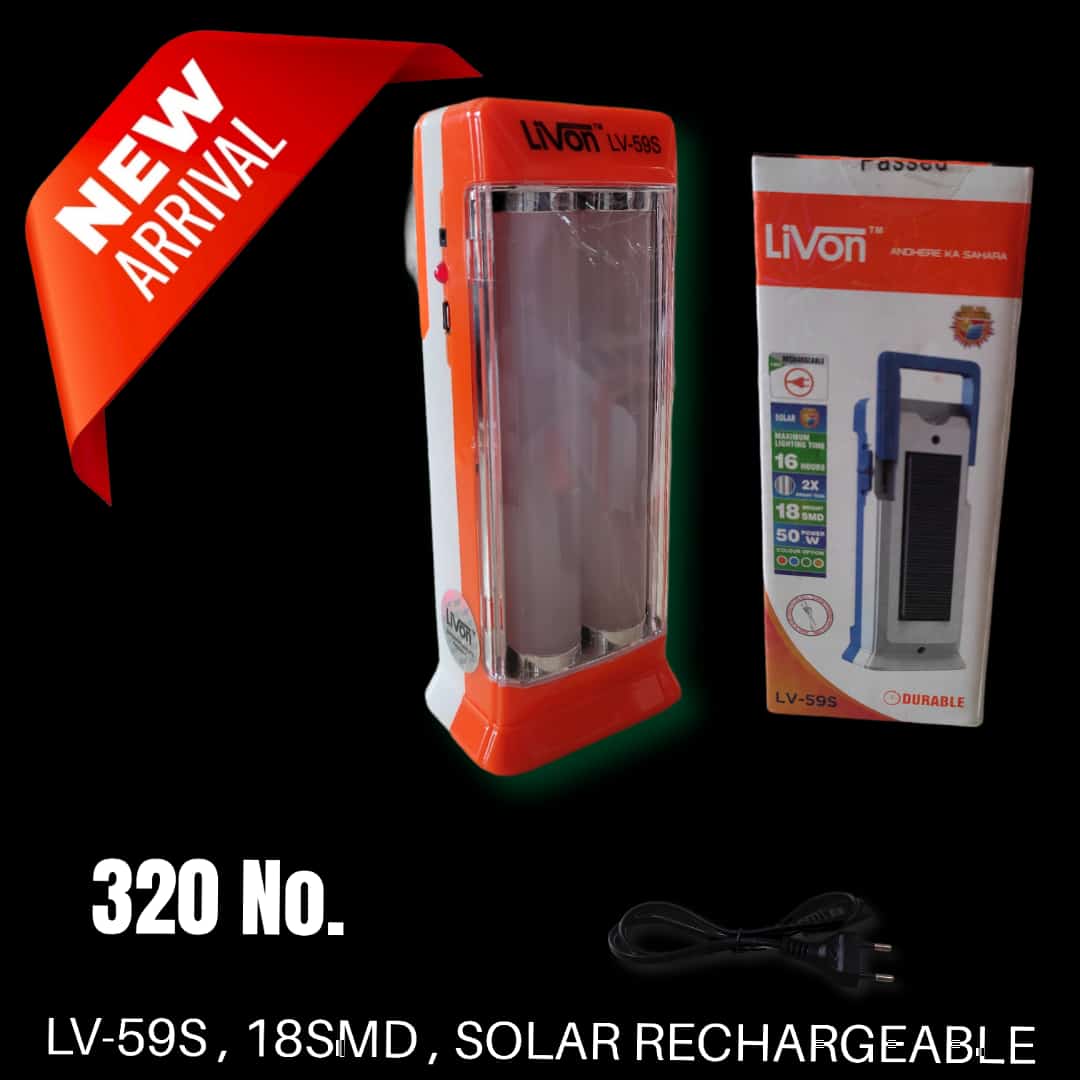 NEW
ARRIVAL
LiVon™ LV-59S
LiVon
Passed
LiVon™ ANDHERE KA SAHARA
RECHARGEABLE
SOLAR
MAXIMUM
LIGHTING TIME
16 HOURS
2X
18 BRIGHT SMD
50 POWER W
COLOUR OPTION
LV-59S
DURABLE
320 No.
LV-59S , 18SMD , SOLAR RECHARGEABLE